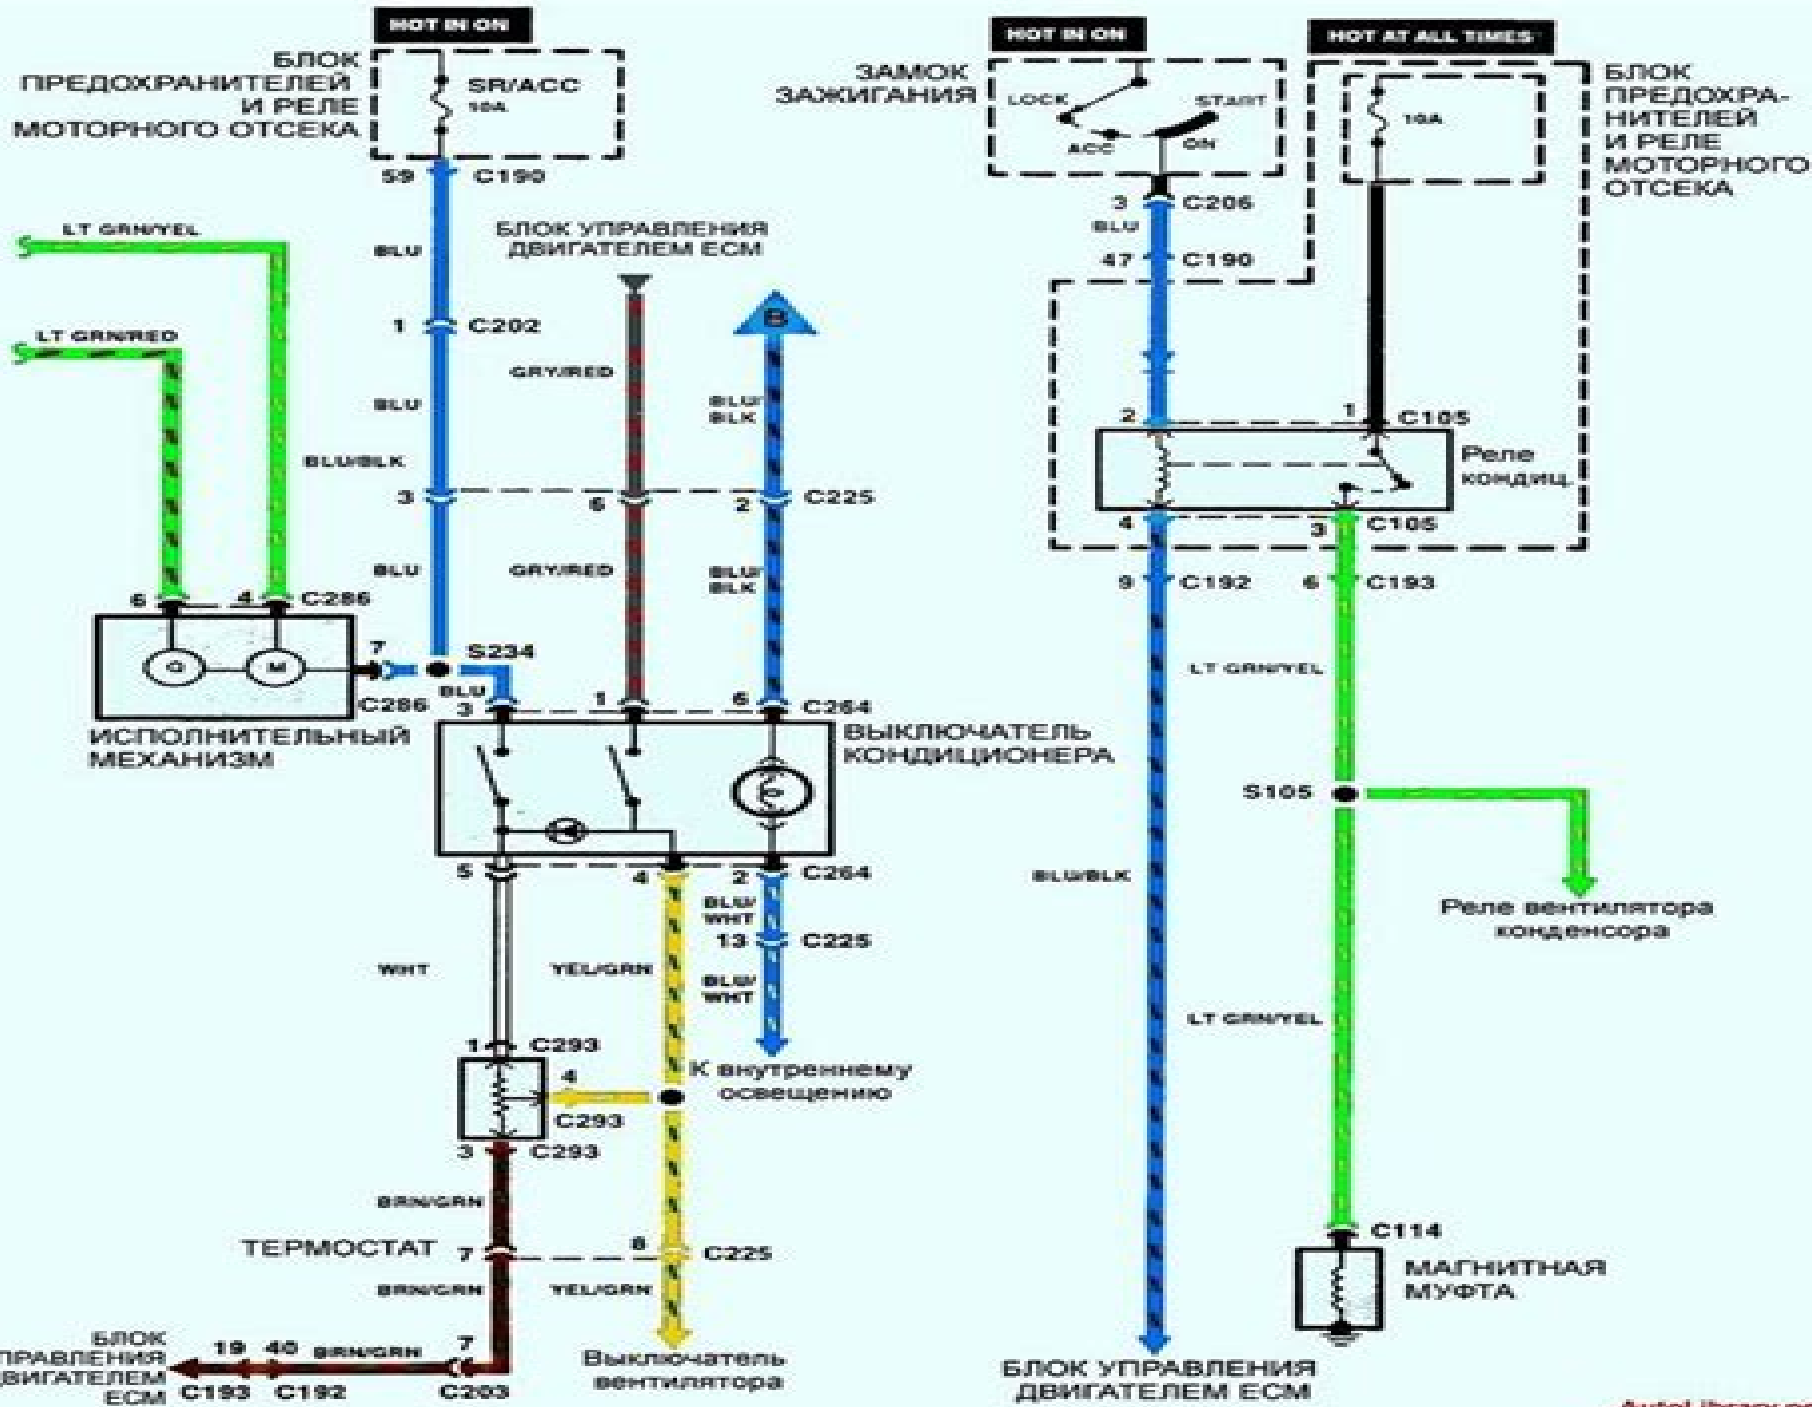 HOT IN ON
HOT IN ON
HOT AT ALL TIMES
БЛОК
ПРЕДОХРАНИТЕЛЕЙ
И РЕЛЕ
МОТОРНОГО ОТСЕКА
SR/ACC
10A
ЗАМОК
ЗАЖИГАНИЯ
LOCK
START
ACC
ON
10A
БЛОК
ПРЕДОХРА-
НИТЕЛЕЙ
И РЕЛЕ
МОТОРНОГО
ОТСЕКА
59 C190
3 C206
LT GRN/YEL
BLU
БЛОК УПРАВЛЕНИЯ
ДВИГАТЕЛЕМ ECM
BLU
47 C190
1 C202
B
LT GRN/RED
GRY/RED
BLU
BLU/
BLK
2 1 C105
BLU/BLK
Реле
кондиц.
3 6 2 C225
4 3 C105
BLU
GRY/RED
BLU/
BLK
9 C192 6 C193
6 4 C286
7 S234
C286
BLU
3 1 6 C264
LT GRN/YEL
ИСПОЛНИТЕЛЬНЫЙ
МЕХАНИЗМ
G M
ВЫКЛЮЧАТЕЛЬ
КОНДИЦИОНЕРА
S105
5 4 2 C264
BLU/BLK
BLU/
WHT
13 C225
Реле вентилятора
конденсора
WHT
YEL/GRN
BLU/
WHT
LT GRN/YEL
1 C293
К внутреннему
освещению
4
C293
3 C293
BRN/GRN
ТЕРМОСТАТ
7 8 C225
C114
МАГНИТНАЯ
МУФТА
BRN/GRN
YEL/GRN
БЛОК
ДВИГАТЕЛЕМ
ECM
19 40 BRN/GRN 7
C193 C192 C203
Выключатель
вентилятора
БЛОК УПРАВЛЕНИЯ
ДВИГАТЕЛЕМ ECM